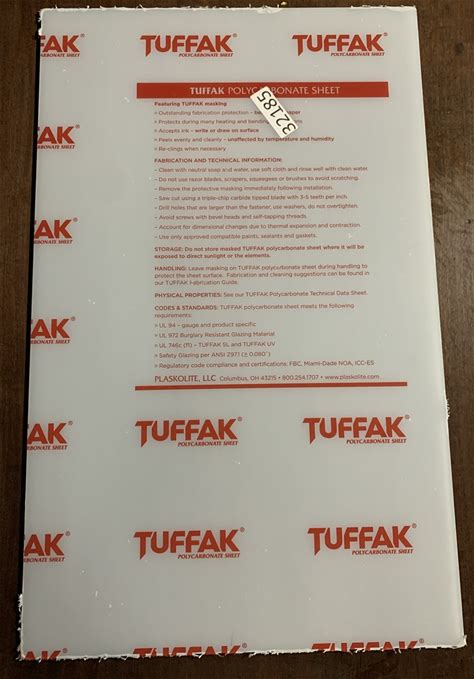 TUFFAK®
POLYCARBONATE SHEET
TUFFAK®
POLYCARBONATE SHEET
TUFFAK POLYCARBONATE SHEET
32185
Featuring TUFFAK masking
» Outstanding fabrication protection –
» Protects during many heating and bending
» Accepts ink – write or draw on surface
» Peels evenly and cleanly – unaffected by temperature and humidity
» Re-clings when necessary
AK®
ONATE SHEET
FABRICATION AND TECHNICAL INFORMATION:
– Clean with neutral soap and water, use soft cloth and rinse well with clean water
– Do not use razor blades, scrapers, squeegees or brushes to avoid scratching.
– Remove the protective masking immediately following installation.
– Saw cut using a triple-chip carbide tipped blade with 3-5 teeth per inch.
– Drill holes that are larger than the fastener, use washers, do not overtighten.
– Avoid screws with bevel heads and self-tapping threads.
– Account for dimensional changes due to thermal expansion and contraction.
– Use only approved compatible paints, sealants and gaskets.
AK®
BONATE SHEET
STORAGE: Do not store masked TUFFAK polycarbonate sheet where it will be
exposed to direct sunlight or the elements.
HANDLING: Leave masking on TUFFAK polycarbonate sheet during handling to
protect the sheet surface. Fabrication and cleaning suggestions can be found in
our TUFFAK Fabrication Guide.
PHYSICAL PROPERTIES: See our TUFFAK Polycarbonate Technical Data Sheet.
CODES & STANDARDS: TUFFAK polycarbonate sheet meets the following
requirements:
» UL 94 – gauge and product specific
» UL 972 Burglary Resistant Glazing Material
» UL 746c (f1) – TUFFAK SL and TUFFAK UV
» Safety Glazing per ANSI Z97.1 (≥ 0.080")
» Regulatory code compliance and certifications: FBC, Miami-Dade NOA, ICC-ES
AK®
BONATE SHEET
PLASKOLITE, LLC Columbus, OH 43215 • 800.254.1707 • www.plaskolite.com
AK®
BONATE SHEET
TUFFAK®
POLYCARBONATE SHEET
TUFFAK®
POLYCARBONATE SHEET
AK®
BONATE SHEET
TUFFAK®
POLYCARBONATE SHEET
TUFFAK®
POLYCARBONATE SHEET
FAK®
TUFFAK®
TUFFAK®